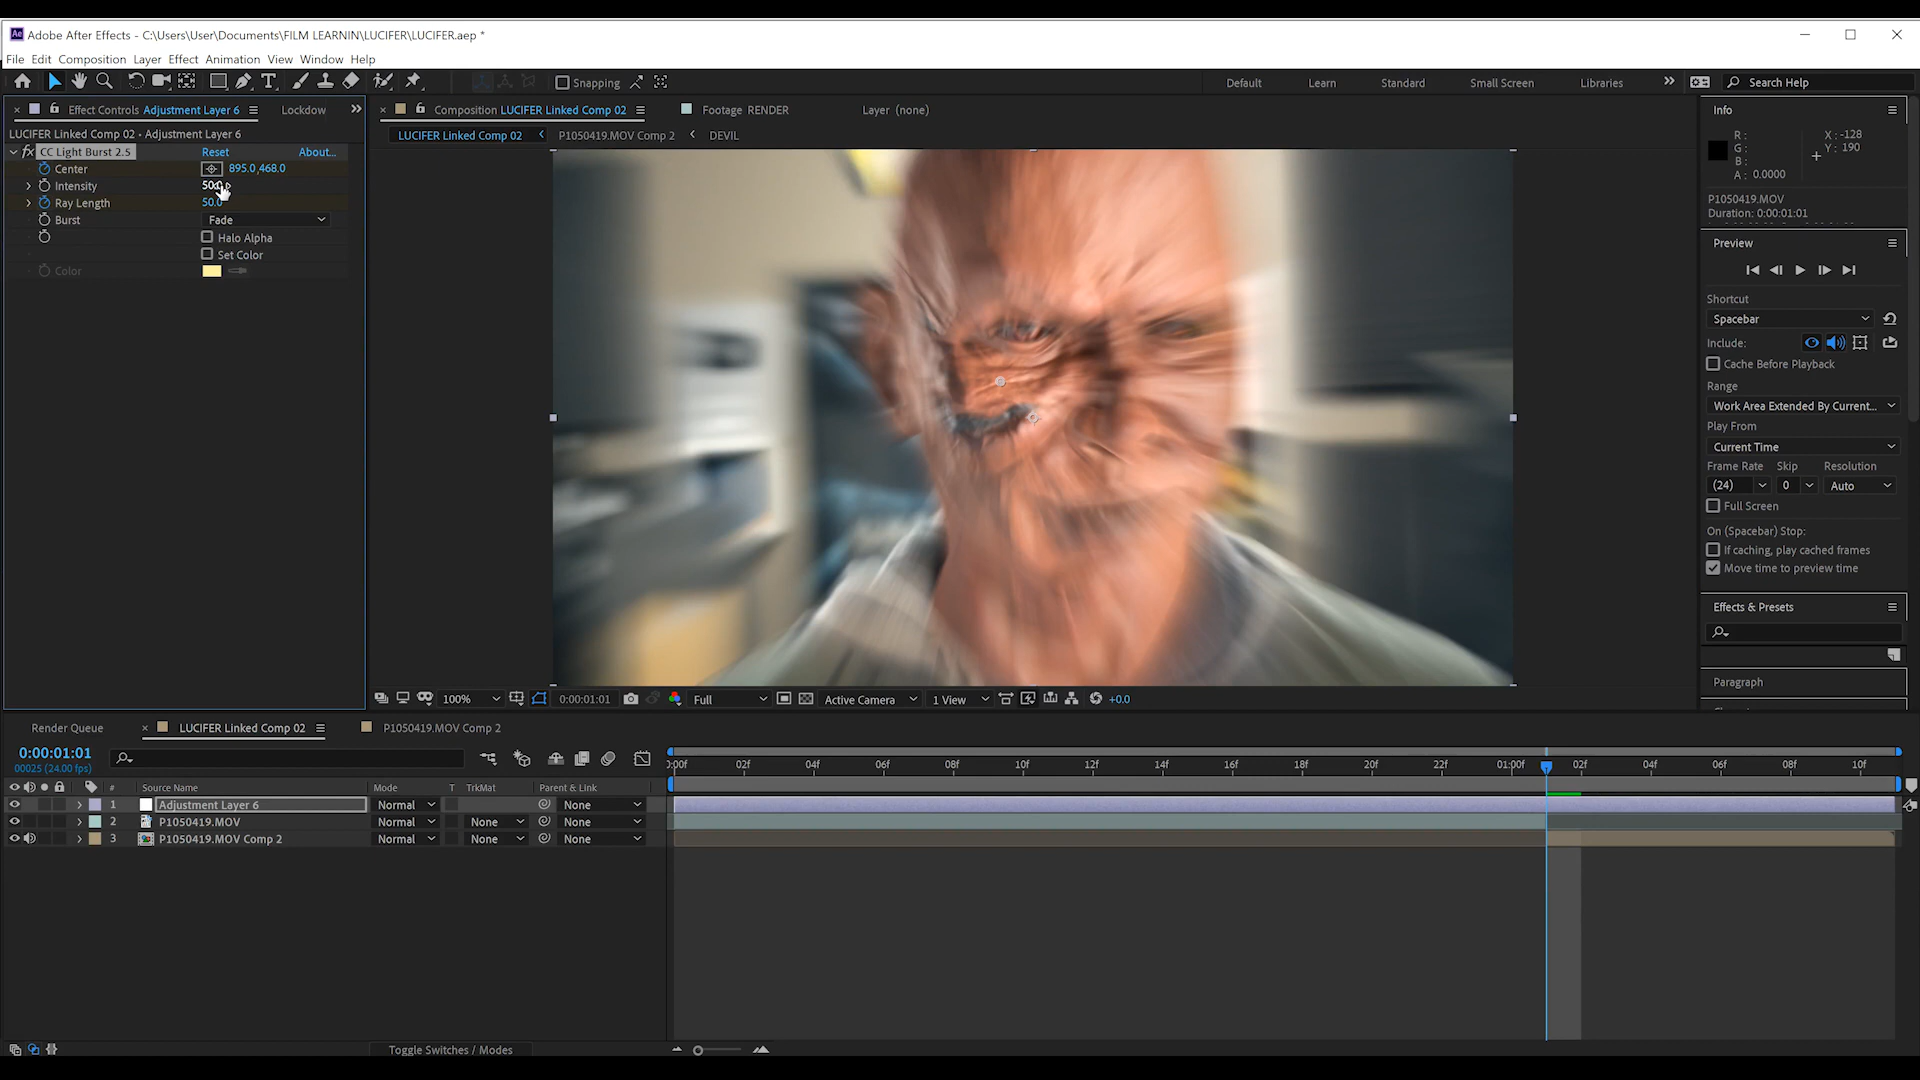 Adobe After Effects - C:\Users\User\Documents\FILM LEARNIN\LUCIFER\LUCIFER.aep *
File Edit Composition Layer Effect Animation View Window Help
Snapping Default Learn Standard Small Screen Libraries Search Help
Effect Controls Adjustment Layer 6 Lockdow
Composition LUCIFER Linked Comp 02 Footage RENDER Layer (none)
LUCIFER Linked Comp 02 • Adjustment Layer 6
LUCIFER Linked Comp 02 P1050419.MOV Comp 2 DEVIL
fx CC Light Burst 2.5 Reset About...
Center 895.0,468.0
Intensity 50.0
Ray Length 50.0
Burst Fade
Halo Alpha
Set Color
Color
Info
R: X: -128
G: Y: 190
B:
A: 0.0000
P1050419.MOV
Duration: 0:00:01:01
Preview
Shortcut
Spacebar
Include:
Cache Before Playback
Range
Work Area Extended By Current...
Play From
Current Time
Frame Rate Skip Resolution
(24) 0 Auto
Full Screen
On (Spacebar) Stop:
If caching, play cached frames
Move time to preview time
Effects & Presets
Paragraph
100% 0:00:01:01 Full Active Camera 1 View +0.0
Render Queue LUCIFER Linked Comp 02 P1050419.MOV Comp 2
0:00:01:01
00025 (24.00 fps)
:00f 02f 04f 06f 08f 10f 12f 14f 16f 18f 20f 22f 01:00f 02f 04f 06f 08f 10f
# Source Name Mode T TrkMat Parent & Link
1 Adjustment Layer 6 Normal None
2 P1050419.MOV Normal None None
3 P1050419.MOV Comp 2 Normal None None
Toggle Switches / Modes